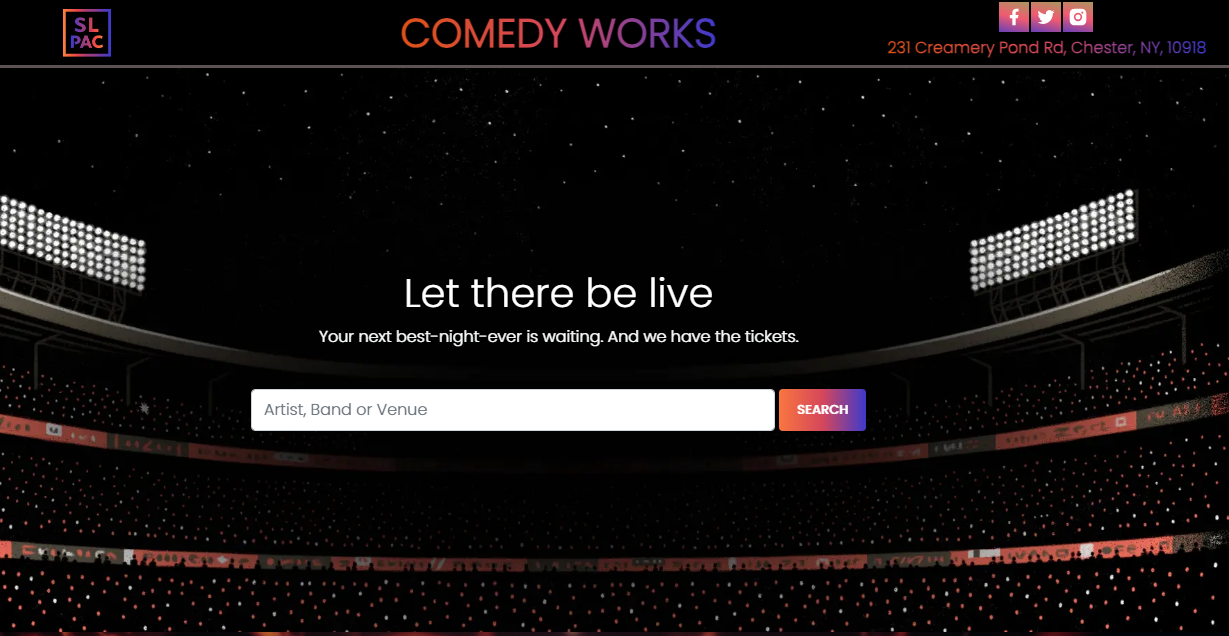 SL
PAC
COMEDY WORKS
231 Creamery Pond Rd, Chester, NY, 10918
Let there be live
Your next best-night-ever is waiting. And we have the tickets.
Artist, Band or Venue
SEARCH